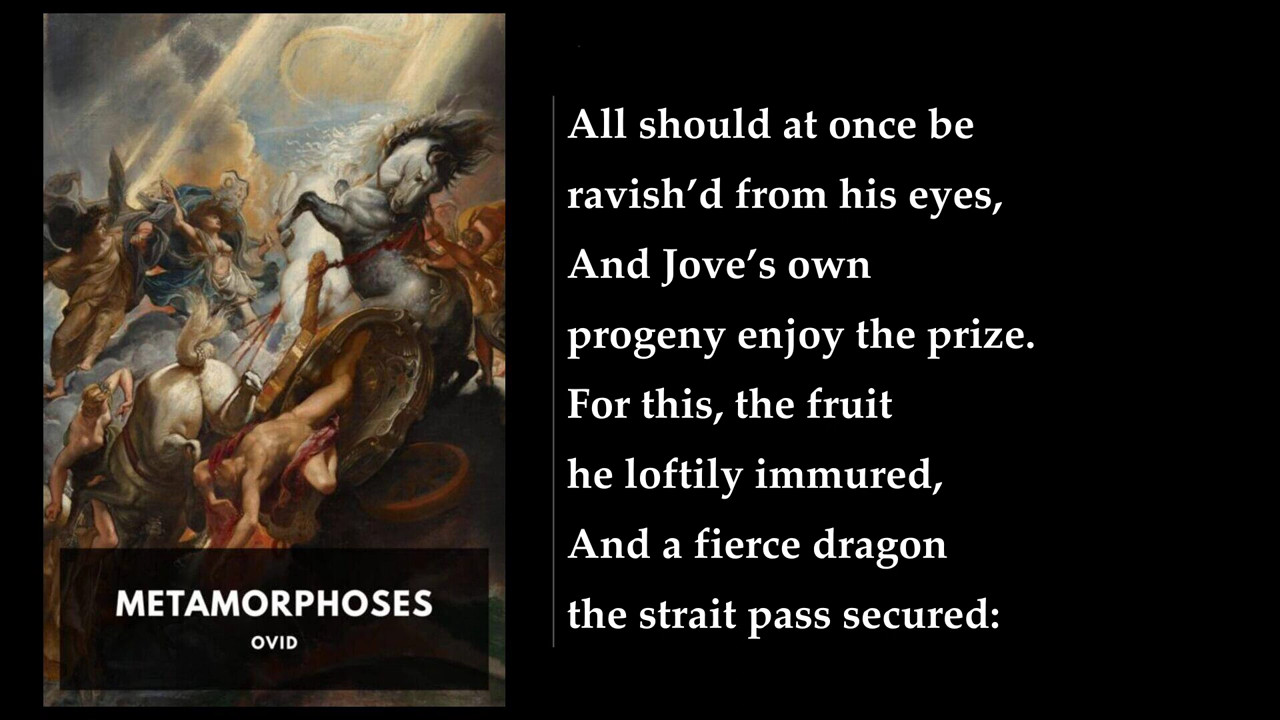 METAMORPHOSES
OVID
All should at once be
ravish’d from his eyes,
And Jove’s own
progeny enjoy the prize.
For this, the fruit
he loftily immured,
And a fierce dragon
the strait pass secured: